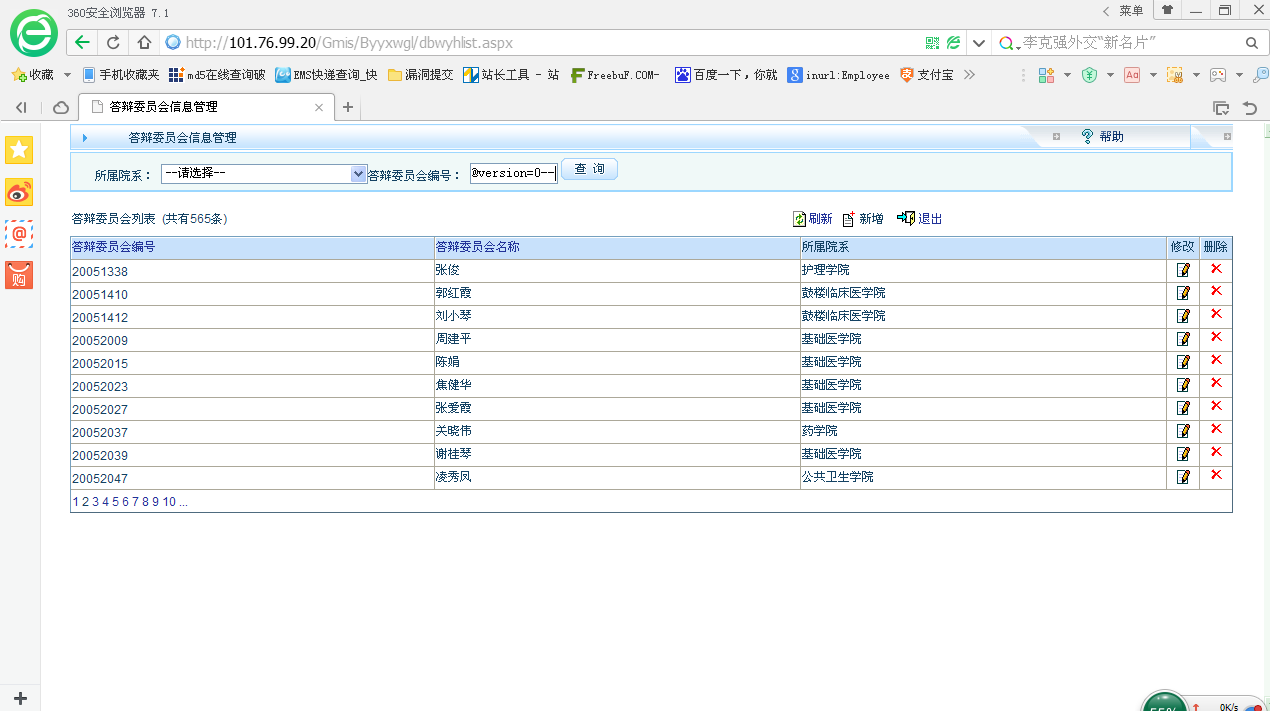 360安全浏览器 7.1 菜单
http://101.76.99.20/Gmis/Byyxwgl/dbwyhlist.aspx 李克强外交“新名片”
收藏 手机收藏夹 md5在线查询破 EMS快递查询_快 漏洞提交 站长工具 - 站 FreebuF.COM- 百度一下，你就 inurl:Employee 支付宝
答辩委员会信息管理
答辩委员会信息管理 帮助
所属院系： --请选择-- 答辩委员会编号： @version=0-- 查 询
答辩委员会列表 (共有565条) 刷新 新增 退出
答辩委员会编号 答辩委员会名称 所属院系 修改 删除
20051338 张俊 护理学院
20051410 郭红霞 鼓楼临床医学院
20051412 刘小琴 鼓楼临床医学院
20052009 周建平 基础医学院
20052015 陈娟 基础医学院
20052023 焦健华 基础医学院
20052027 张爱霞 基础医学院
20052037 关晓伟 药学院
20052039 谢桂琴 基础医学院
20052047 凌秀凤 公共卫生学院
1 2 3 4 5 6 7 8 9 10 ...
购
55% 0K/s